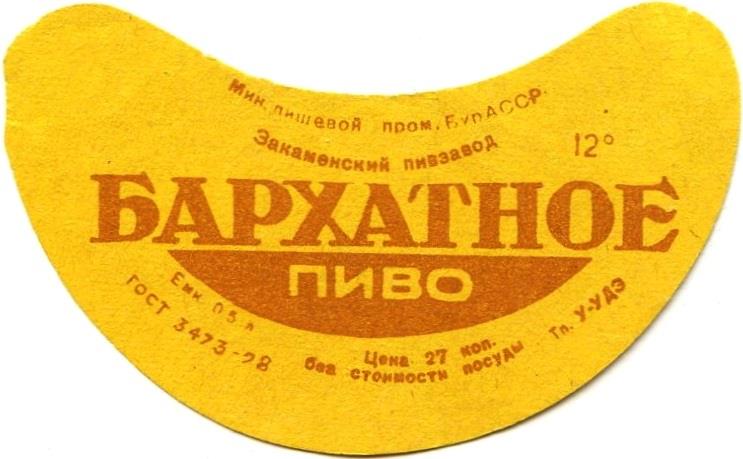 Мин. пишевой пром. БурАССР.
Закаменский пивзавод
12°
БАРХАТНОЕ
ПИВО
Емк. 0.5 л
ГОСТ 3473-78
Цена 27 коп.
без стоимости посуды
Тп. У-УДЭ